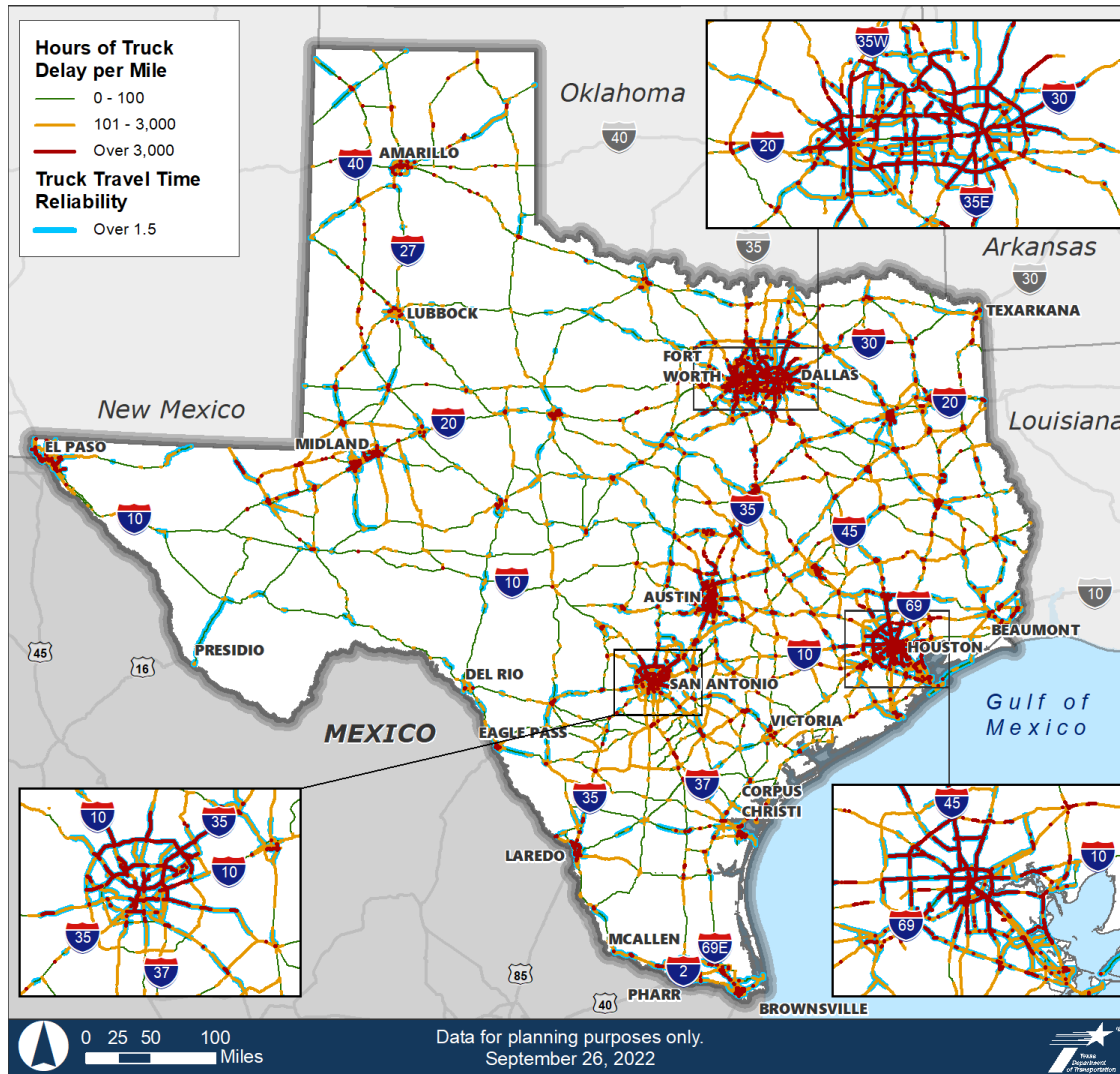 Hours of Truck
Delay per Mile
0 - 100
101 - 3,000
Over 3,000
Truck Travel Time
Reliability
Over 1.5
35W
30
20
35E
Oklahoma
40
40
AMARILLO
27
35
Arkansas
30
LUBBOCK
TEXARKANA
30
FORT
WORTH
DALLAS
New Mexico
20
20
Louisiana
EL PASO
MIDLAND
10
35
45
10
10
AUSTIN
69
BEAUMONT
HOUSTON
10
PRESIDIO
45
16
DEL RIO
SAN ANTONIO
Gulf of
Mexico
VICTORIA
MEXICO
EAGLE PASS
37
35
CORPUS
CHRISTI
LAREDO
10
35
10
35
37
45
10
69
MCALLEN
69E
2
85
PHARR
40
BROWNSVILLE
0 25 50 100
Miles
Data for planning purposes only.
September 26, 2022
Texas
Department
of Transportation